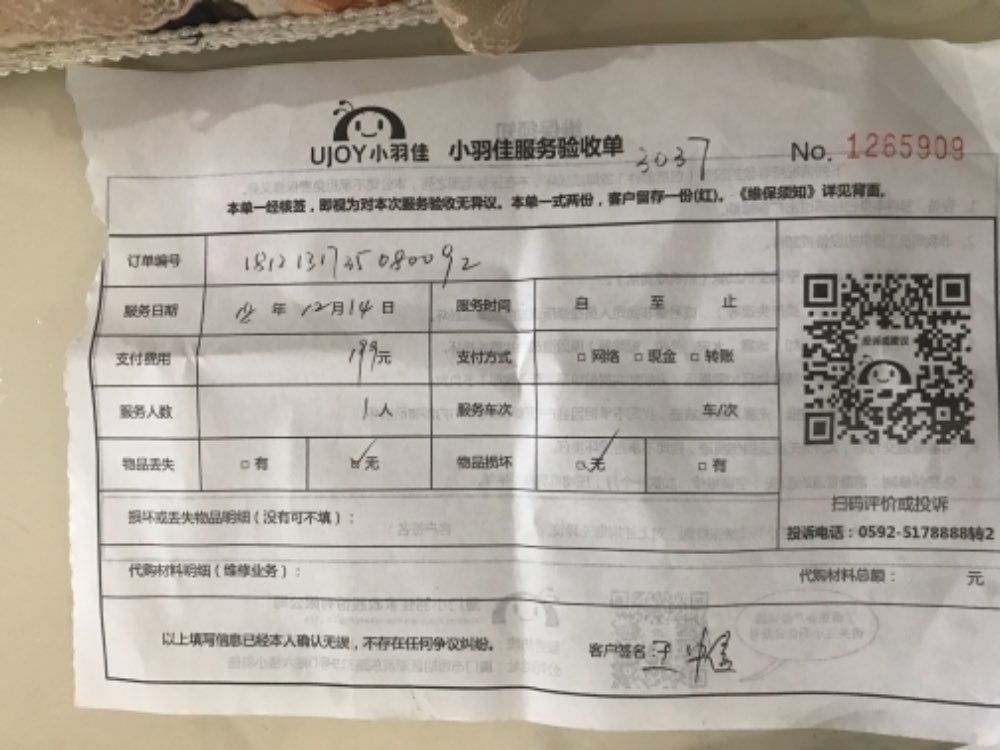 UJOY小羽佳 小羽佳服务验收单 3037 No. 1265909
本单一经核签，即视为对本次服务验收无异议。本单一式两份，客户留存一份(红)。《维保须知》详见背面。
订单编号 1812131735080092
服务日期 年12月14日 服务时间 自 至 止
支付费用 199元 支付方式 □网络 □现金 □转账
服务人数 1人 服务车次 车/次
物品丢失 □有 ☑无 物品损坏 ☑无 □有
投诉或建议
扫码评价或投诉
损坏或丢失物品明细（没有可不填）：
投诉电话：0592-5178888转2
代购材料明细（维修业务）：
代购材料总额： 元
以上填写信息已经本人确认无误，不存在任何争议纠纷。
客户签名：